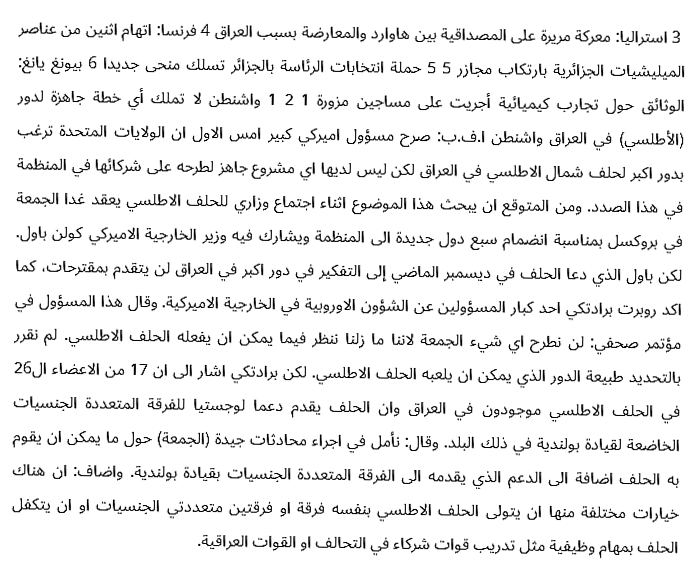 3 استراليا: معركة مريرة على المصداقية بين هاوارد والمعارضة بسبب العراق 4 فرنسا: اتهام اثنين من عناصر
الميليشيات الجزائرية بارتكاب مجازر 5 5 حملة انتخابات الرئاسة بالجزائر تسلك منحى جديدا 6 بيونغ يانغ:
الوثائق حول تجارب كيميائية أجريت على مساجين مزورة 1 2 1 واشنطن لا تملك أي خطة جاهزة لدور
(الأطلسي) في العراق واشنطن ا.ف.ب: صرح مسؤول اميركي كبير امس الاول ان الولايات المتحدة ترغب
بدور اكبر لحلف شمال الاطلسي في العراق لكن ليس لديها اي مشروع جاهز لطرحه على شركائها في المنظمة
في هذا الصدد. ومن المتوقع ان يبحث هذا الموضوع اثناء اجتماع وزاري للحلف الاطلسي يعقد غدا الجمعة
في بروكسل بمناسبة انضمام سبع دول جديدة الى المنظمة ويشارك فيه وزير الخارجية الاميركي كولن باول.
لكن باول الذي دعا الحلف في ديسمبر الماضي إلى التفكير في دور اكبر في العراق لن يتقدم بمقترحات، كما
اكد روبرت برادتكي احد كبار المسؤولين عن الشؤون الاوروبية في الخارجية الاميركية. وقال هذا المسؤول في
مؤتمر صحفي: لن نطرح اي شيء الجمعة لاننا ما زلنا ننظر فيما يمكن ان يفعله الحلف الاطلسي. لم نقرر
بالتحديد طبيعة الدور الذي يمكن ان يلعبه الحلف الاطلسي. لكن برادتكي اشار الى ان 17 من الاعضاء ال26
في الحلف الاطلسي موجودون في العراق وان الحلف يقدم دعما لوجستيا للفرقة المتعددة الجنسيات
الخاضعة لقيادة بولندية في ذلك البلد. وقال: نأمل في اجراء محادثات جيدة (الجمعة) حول ما يمكن ان يقوم
به الحلف اضافة الى الدعم الذي يقدمه الى الفرقة المتعددة الجنسيات بقيادة بولندية. واضاف: ان هناك
خيارات مختلفة منها ان يتولى الحلف الاطلسي بنفسه فرقة او فرقتين متعددتي الجنسيات او ان يتكفل
الحلف بمهام وظيفية مثل تدريب قوات شركاء في التحالف او القوات العراقية.